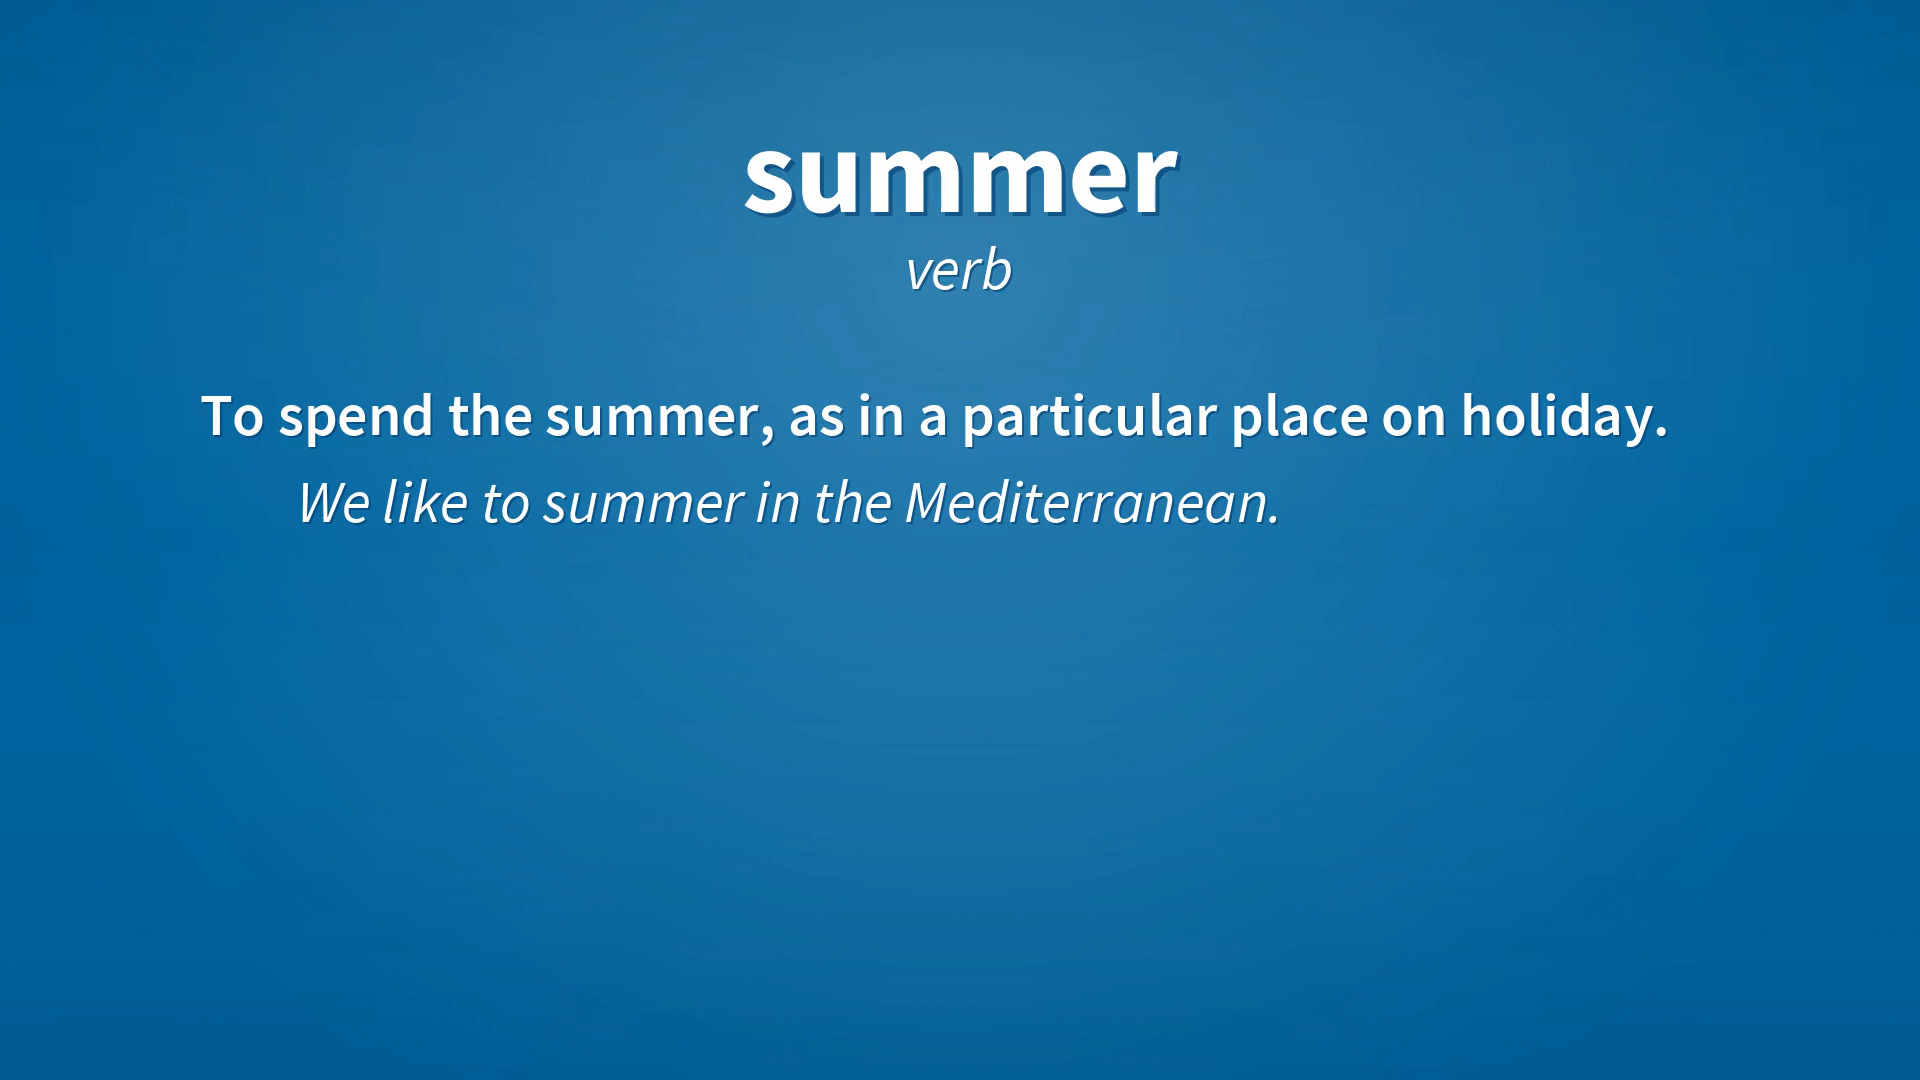 summer
verb
To spend the summer, as in a particular place on holiday.
We like to summer in the Mediterranean.